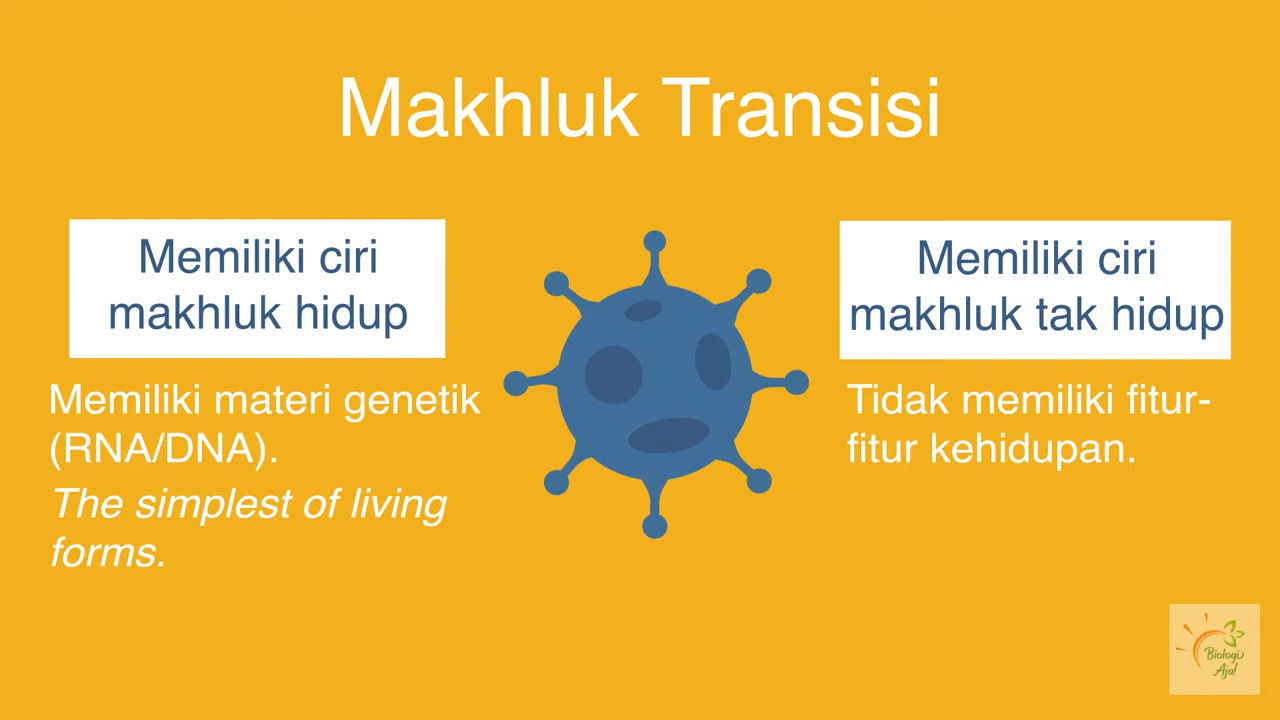 Makhluk Transisi
Memiliki ciri
makhluk hidup
Memiliki materi genetik
(RNA/DNA).
The simplest of living
forms.
Memiliki ciri
makhluk tak hidup
Tidak memiliki fitur-
fitur kehidupan.
Biologi
Aja!